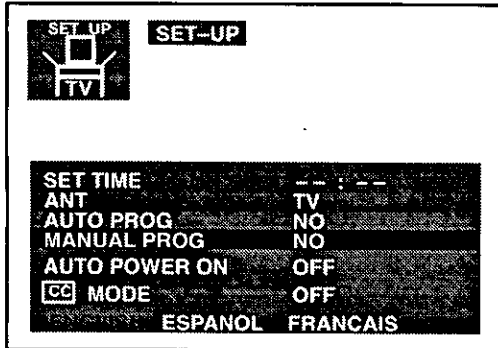 SET UP
TV
SET-UP
SET TIME -- : --
ANT TV
AUTO PROG NO
MANUAL PROG NO
AUTO POWER ON OFF
CC MODE OFF
ESPANOL FRANCAIS